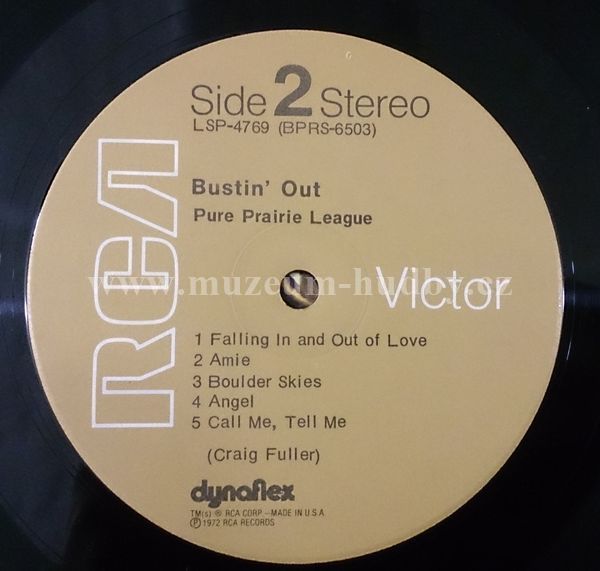 Side 2 Stereo
LSP-4769 (BPRS-6503)
Bustin' Out
Pure Prairie League
RCA
Victor
www.muzeum-hudby.cz
1 Falling In and Out of Love
2 Amie
3 Boulder Skies
4 Angel
5 Call Me, Tell Me
(Craig Fuller)
dynaflex
TM(s) ® RCA CORP.—MADE IN U.S.A.
℗ 1972 RCA RECORDS